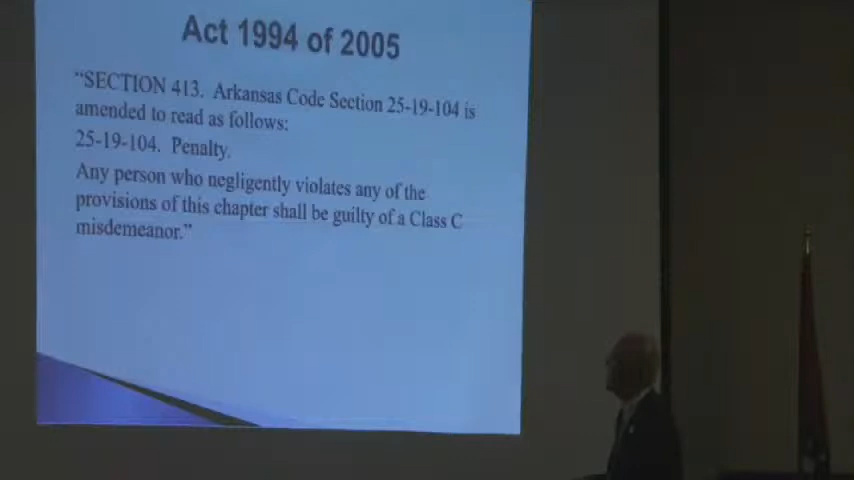 Act 1994 of 2005
“SECTION 413. Arkansas Code Section 25-19-104 is
amended to read as follows:
25-19-104. Penalty.
Any person who negligently violates any of the
provisions of this chapter shall be guilty of a Class C
misdemeanor.”